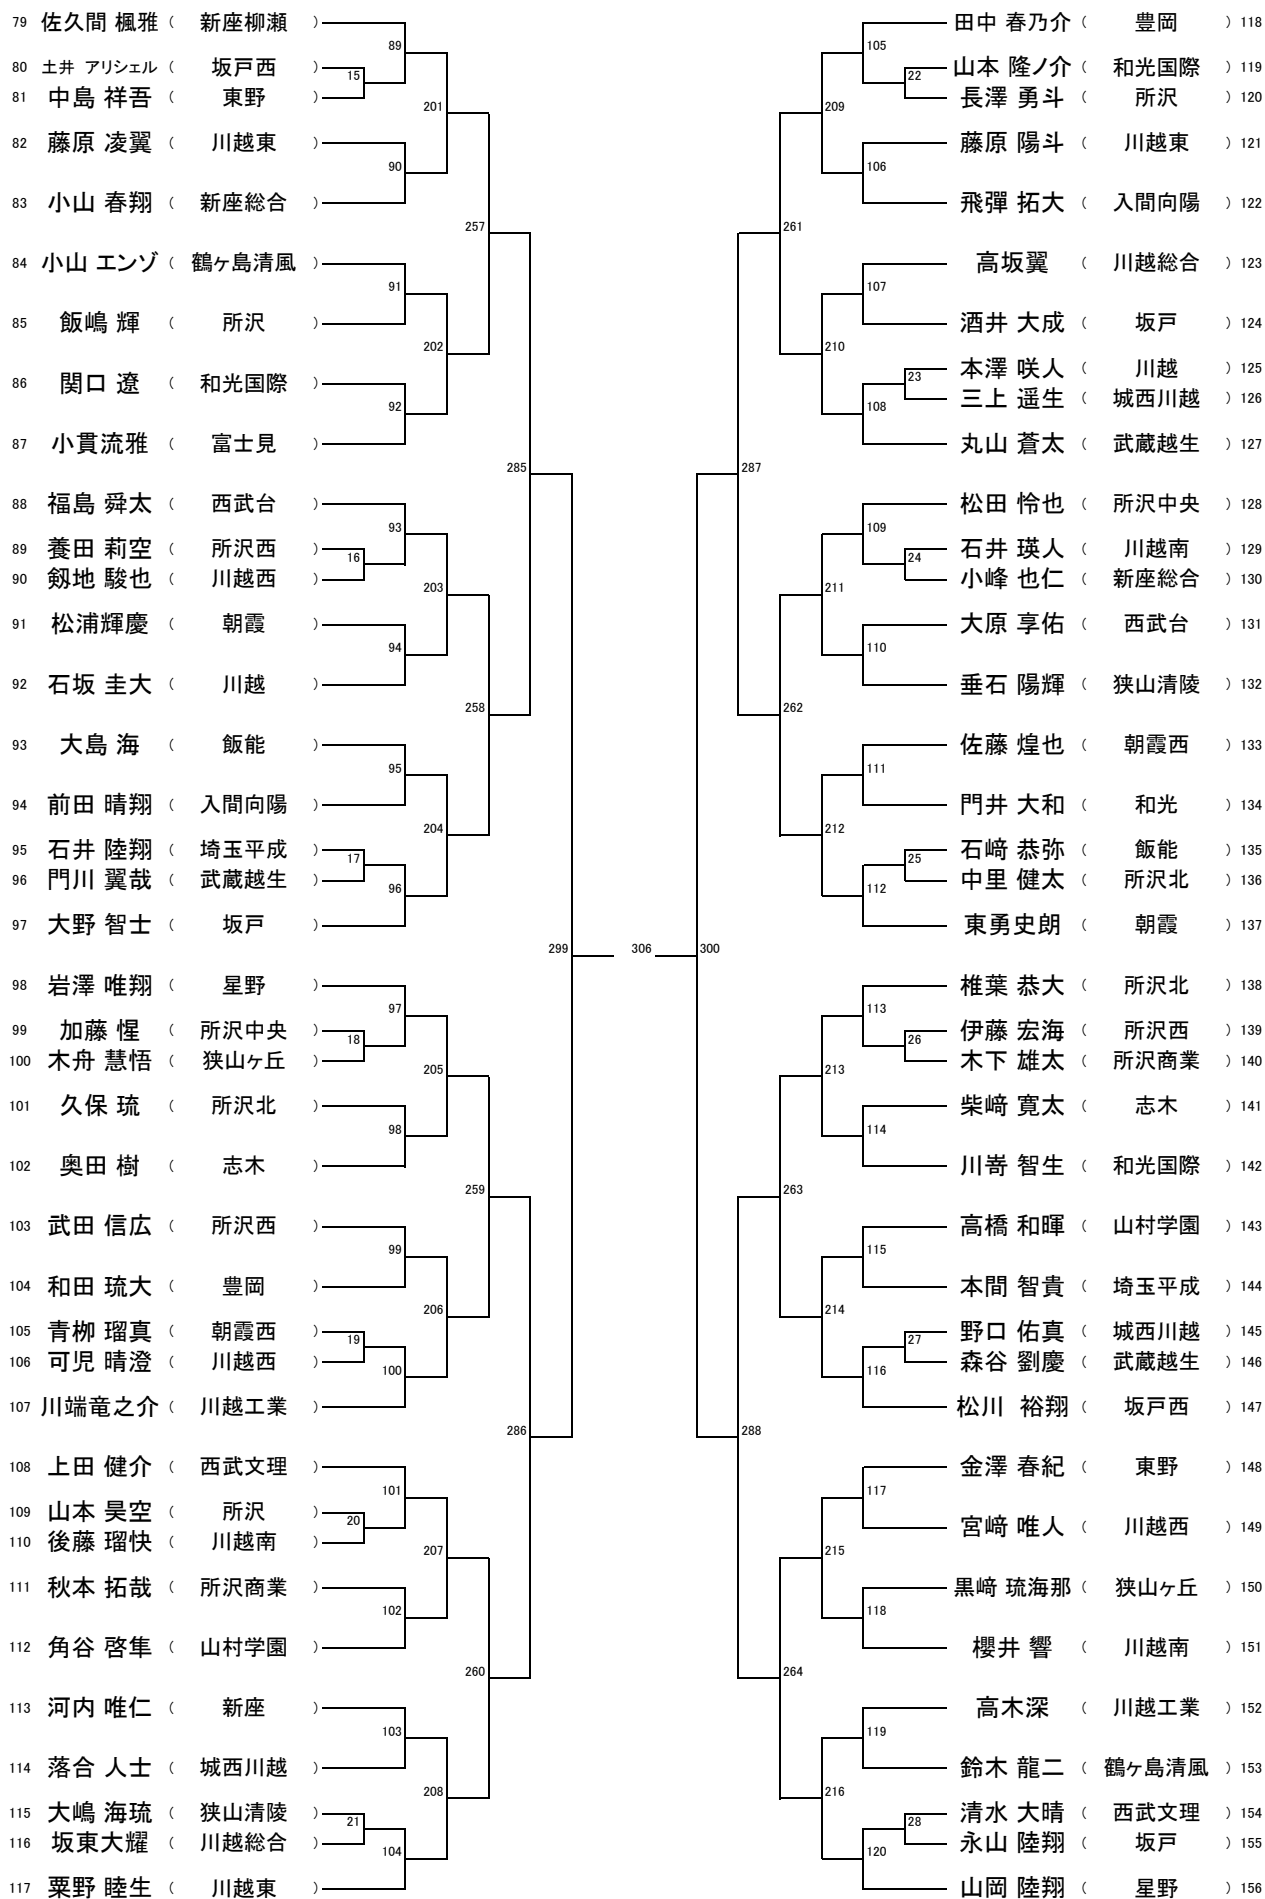 79 佐久間 楓雅 ( 新座柳瀬 )
80 土井 アリシェル ( 坂戸西 )
81 中島 祥吾 ( 東野 )
82 藤原 凌翼 ( 川越東 )
83 小山 春翔 ( 新座総合 )
84 小山 エンゾ ( 鶴ヶ島清風 )
85 飯嶋 輝 ( 所沢 )
86 関口 遼 ( 和光国際 )
87 小貫流雅 ( 富士見 )
88 福島 舜太 ( 西武台 )
89 養田 莉空 ( 所沢西 )
90 剱地 駿也 ( 川越西 )
91 松浦輝慶 ( 朝霞 )
92 石坂 圭大 ( 川越 )
93 大島 海 ( 飯能 )
94 前田 晴翔 ( 入間向陽 )
95 石井 陸翔 ( 埼玉平成 )
96 門川 翼哉 ( 武蔵越生 )
97 大野 智士 ( 坂戸 )
98 岩澤 唯翔 ( 星野 )
99 加藤 惺 ( 所沢中央 )
100 木舟 慧悟 ( 狭山ヶ丘 )
101 久保 琉 ( 所沢北 )
102 奥田 樹 ( 志木 )
103 武田 信広 ( 所沢西 )
104 和田 琉大 ( 豊岡 )
105 青栁 瑠真 ( 朝霞西 )
106 可児 晴澄 ( 川越西 )
107 川端竜之介 ( 川越工業 )
108 上田 健介 ( 西武文理 )
109 山本 昊空 ( 所沢 )
110 後藤 瑠快 ( 川越南 )
111 秋本 拓哉 ( 所沢商業 )
112 角谷 啓隼 ( 山村学園 )
113 河内 唯仁 ( 新座 )
114 落合 人士 ( 城西川越 )
115 大嶋 海琉 ( 狭山清陵 )
116 坂東大耀 ( 川越総合 )
117 粟野 睦生 ( 川越東 )
89
15
201
90
257
91
202
92
285
93
16
203
94
258
95
204
17
96
299
97
18
205
98
259
99
206
19
100
286
101
20
207
102
260
103
208
21
104
306
300
105
22
209
106
261
107
210
23
108
287
109
24
211
110
262
111
212
25
112
113
26
213
114
263
115
214
27
116
288
117
215
118
264
119
216
28
120
田中 春乃介 ( 豊岡 ) 118
山本 隆ノ介 ( 和光国際 ) 119
長澤 勇斗 ( 所沢 ) 120
藤原 陽斗 ( 川越東 ) 121
飛彈 拓大 ( 入間向陽 ) 122
高坂翼 ( 川越総合 ) 123
酒井 大成 ( 坂戸 ) 124
本澤 咲人 ( 川越 ) 125
三上 遥生 ( 城西川越 ) 126
丸山 蒼太 ( 武蔵越生 ) 127
松田 怜也 ( 所沢中央 ) 128
石井 瑛人 ( 川越南 ) 129
小峰 也仁 ( 新座総合 ) 130
大原 享佑 ( 西武台 ) 131
垂石 陽輝 ( 狭山清陵 ) 132
佐藤 煌也 ( 朝霞西 ) 133
門井 大和 ( 和光 ) 134
石﨑 恭弥 ( 飯能 ) 135
中里 健太 ( 所沢北 ) 136
東勇史朗 ( 朝霞 ) 137
椎葉 恭大 ( 所沢北 ) 138
伊藤 宏海 ( 所沢西 ) 139
木下 雄太 ( 所沢商業 ) 140
柴﨑 寛太 ( 志木 ) 141
川嵜 智生 ( 和光国際 ) 142
高橋 和暉 ( 山村学園 ) 143
本間 智貴 ( 埼玉平成 ) 144
野口 佑真 ( 城西川越 ) 145
森谷 劉慶 ( 武蔵越生 ) 146
松川 裕翔 ( 坂戸西 ) 147
金澤 春紀 ( 東野 ) 148
宮﨑 唯人 ( 川越西 ) 149
黒﨑 琉海那 ( 狭山ヶ丘 ) 150
櫻井 響 ( 川越南 ) 151
高木深 ( 川越工業 ) 152
鈴木 龍二 ( 鶴ヶ島清風 ) 153
清水 大晴 ( 西武文理 ) 154
永山 陸翔 ( 坂戸 ) 155
山岡 陸翔 ( 星野 ) 156